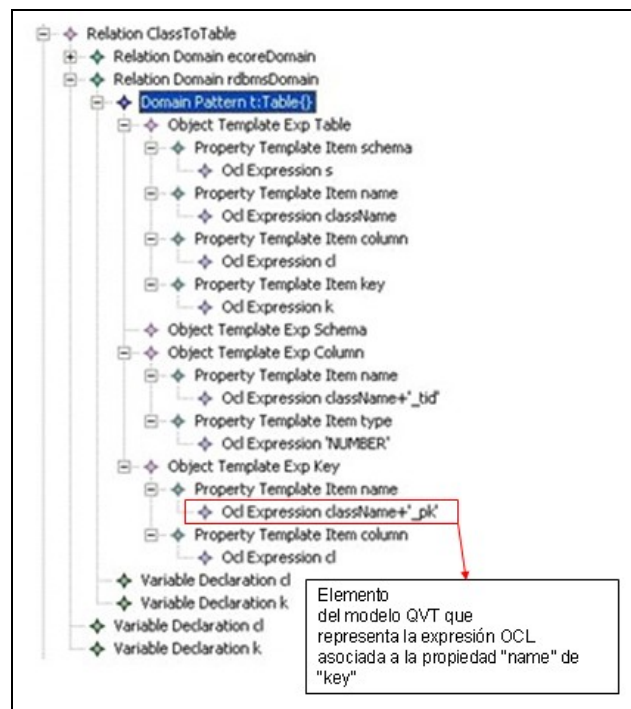 Relation ClassToTable
Relation Domain ecoreDomain
Relation Domain rdbmsDomain
Domain Pattern t:Table{}
Object Template Exp Table
Property Template Item schema
Ocl Expression s
Property Template Item name
Ocl Expression className
Property Template Item column
Ocl Expression cl
Property Template Item key
Ocl Expression k
Object Template Exp Schema
Object Template Exp Column
Property Template Item name
Ocl Expression className+'_tid'
Property Template Item type
Ocl Expression 'NUMBER'
Object Template Exp Key
Property Template Item name
Ocl Expression className+'_pk'
Property Template Item column
Ocl Expression cl
Variable Declaration cl
Variable Declaration k
Variable Declaration cl
Variable Declaration k
Elemento
del modelo QVT que
representa la expresión OCL
asociada a la propiedad "name" de
"key"